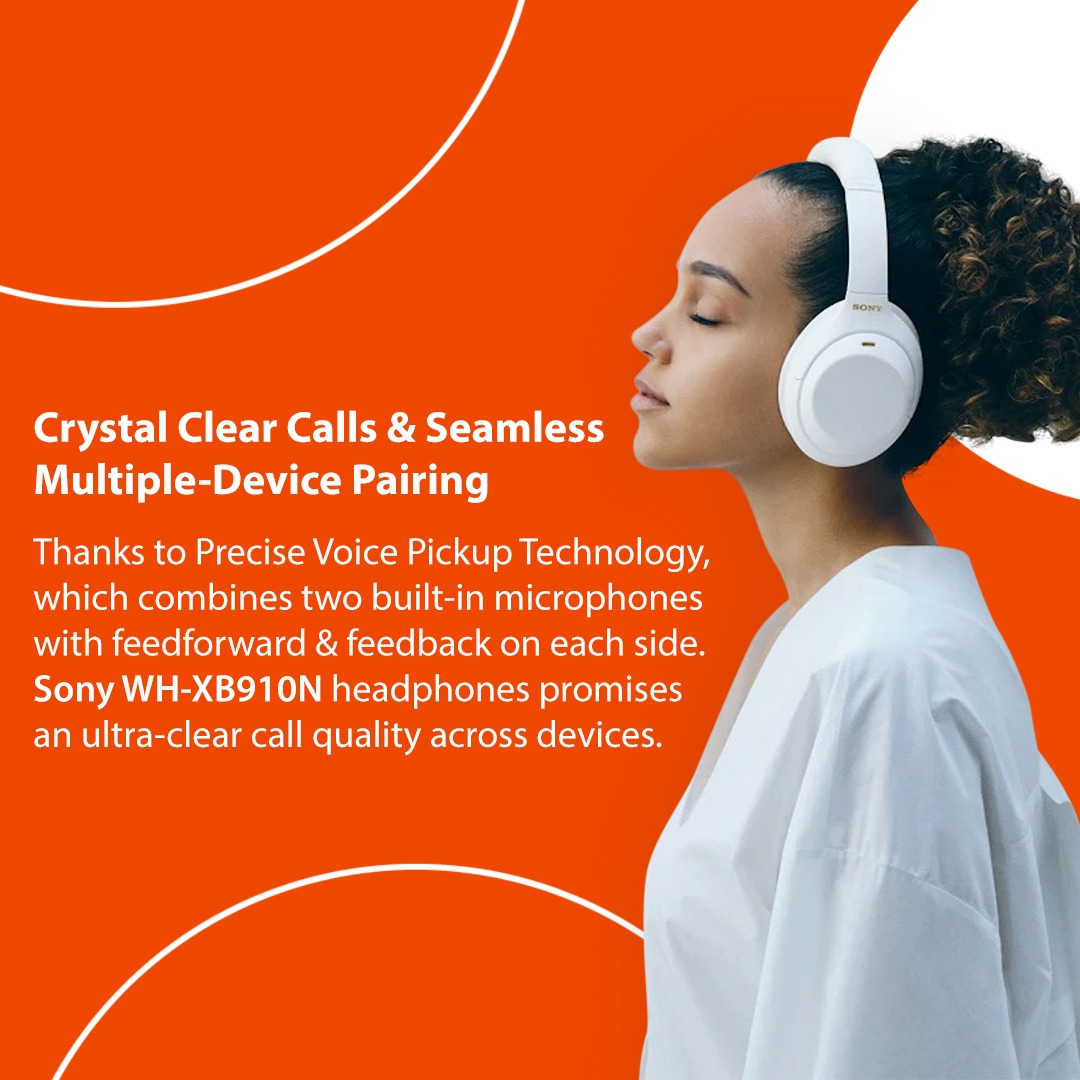 SONY
Crystal Clear Calls & Seamless
Multiple-Device Pairing
Thanks to Precise Voice Pickup Technology,
which combines two built-in microphones
with feedforward & feedback on each side.
Sony WH-XB910N headphones promises
an ultra-clear call quality across devices.